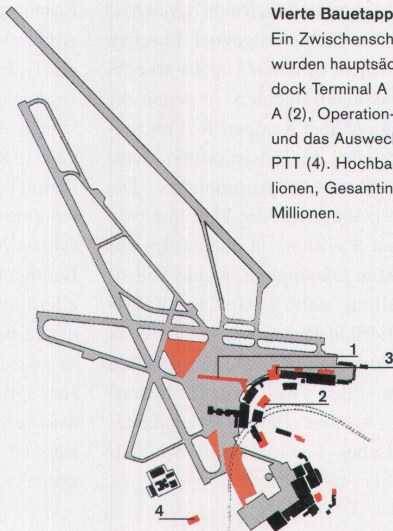 Vierte Bauetapp
Ein Zwischensch
wurden hauptsäc
dock Terminal A
A (2), Operation-
und das Auswec
PTT (4). Hochba
lionen, Gesamtin
Millionen.
1
3
2
4